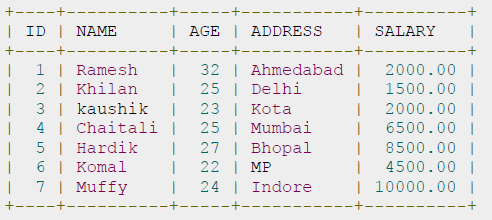 +----+----------+-----+-----------+----------+
| ID | NAME     | AGE | ADDRESS   | SALARY   |
+----+----------+-----+-----------+----------+
|  1 | Ramesh   |  32 | Ahmedabad |  2000.00 |
|  2 | Khilan   |  25 | Delhi     |  1500.00 |
|  3 | kaushik  |  23 | Kota      |  2000.00 |
|  4 | Chaitali |  25 | Mumbai    |  6500.00 |
|  5 | Hardik   |  27 | Bhopal    |  8500.00 |
|  6 | Komal    |  22 | MP        |  4500.00 |
|  7 | Muffy    |  24 | Indore    | 10000.00 |
+----+----------+-----+-----------+----------+